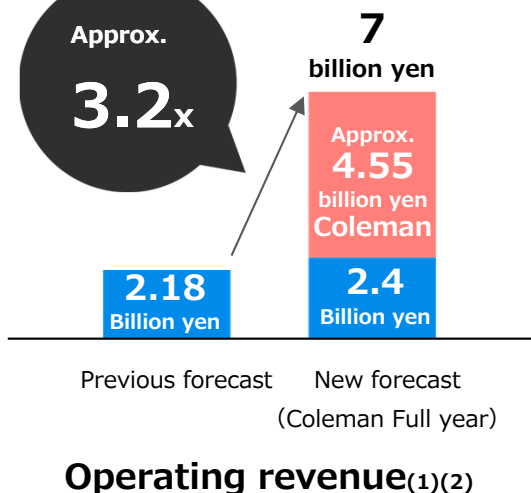 Approx.
3.2x
7
billion yen
Approx.
4.55
billion yen
Coleman
2.18
Billion yen
2.4
Billion yen
Previous forecast
New forecast
(Coleman Full year)
Operating revenue(1)(2)